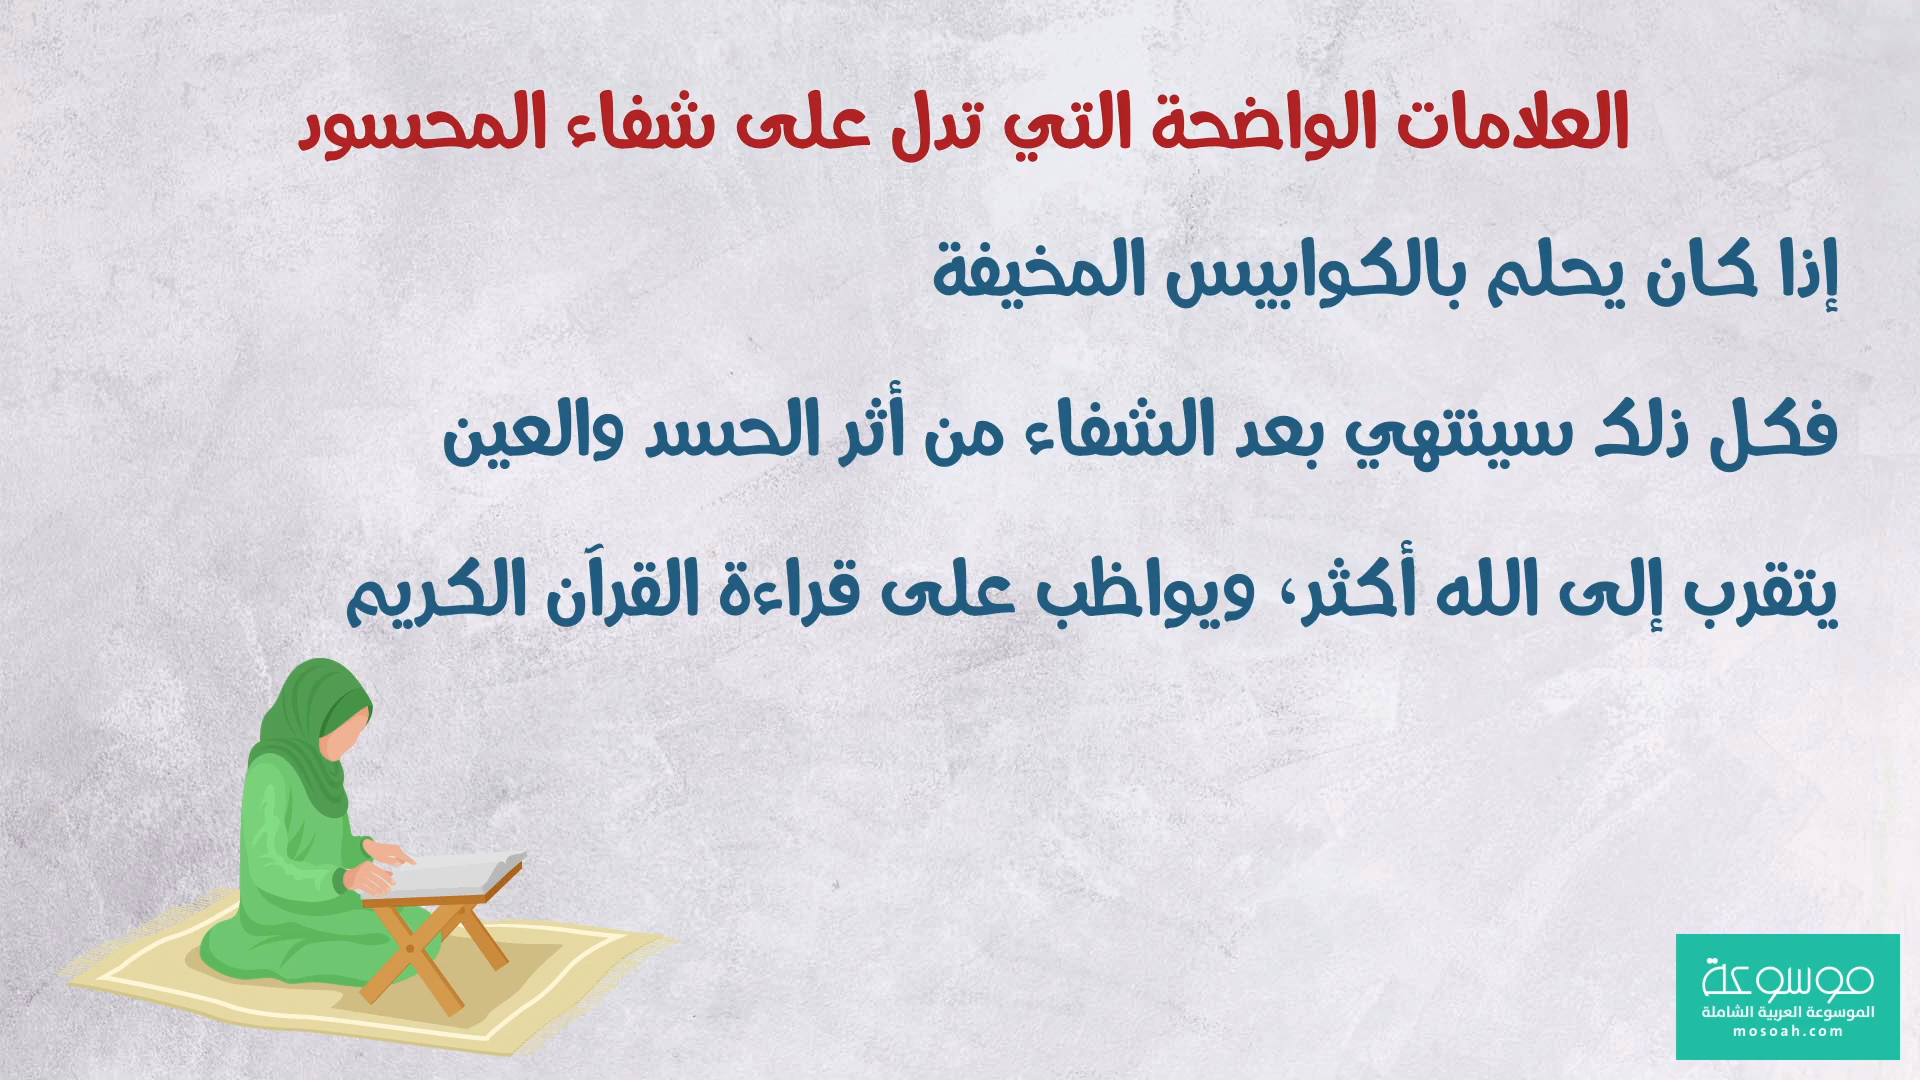 العلامات الواضحة التي تدل على شفاء المحسود
إذا كان يحلم بالكوابيس المخيفة
فكل ذلك سينتهي بعد الشفاء من أثر الحسد والعين
يتقرب إلى الله أكثر، ويواظب على قراءة القرآن الكريم
موسوعة
الموسوعة العربية الشاملة
mosoah.com